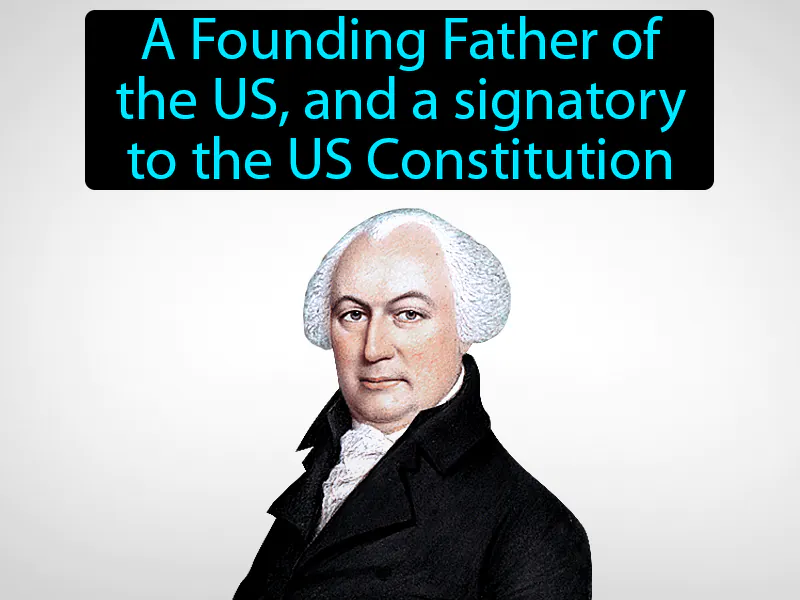 A Founding Father of
the US, and a signatory
to the US Constitution